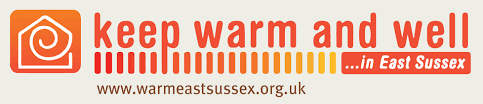 keep warm and well
...in East Sussex
www.warmeastsussex.org.uk